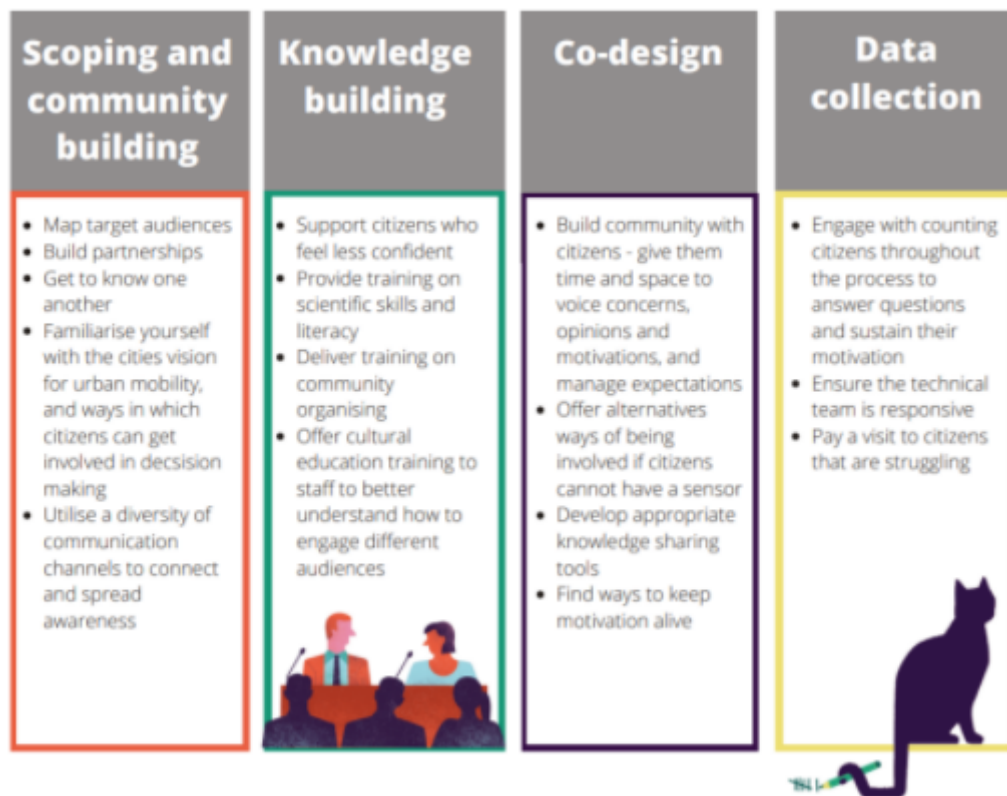 Scoping and
community
building
• Map target audiences
• Build partnerships
• Get to know one
another
• Familiarise yourself
with the cities vision
for urban mobility,
and ways in which
citizens can get
involved in decsision
making
• Utilise a diversity of
communication
channels to connect
and spread
awareness
Knowledge
building
• Support citizens who
feel less confident
• Provide training on
scientific skills and
literacy
• Deliver training on
community
organising
• Offer cultural
education training to
staff to better
understand how to
engage different
audiences
Co-design
• Build community with
citizens - give them
time and space to
voice concerns,
opinions and
motivations, and
manage expectations
• Offer alternatives
ways of being
involved if citizens
cannot have a sensor
• Develop appropriate
knowledge sharing
tools
• Find ways to keep
motivation alive
Data
collection
• Engage with counting
citizens throughout
the process to
answer questions
and sustain their
motivation
• Ensure the technical
team is responsive
• Pay a visit to citizens
that are struggling